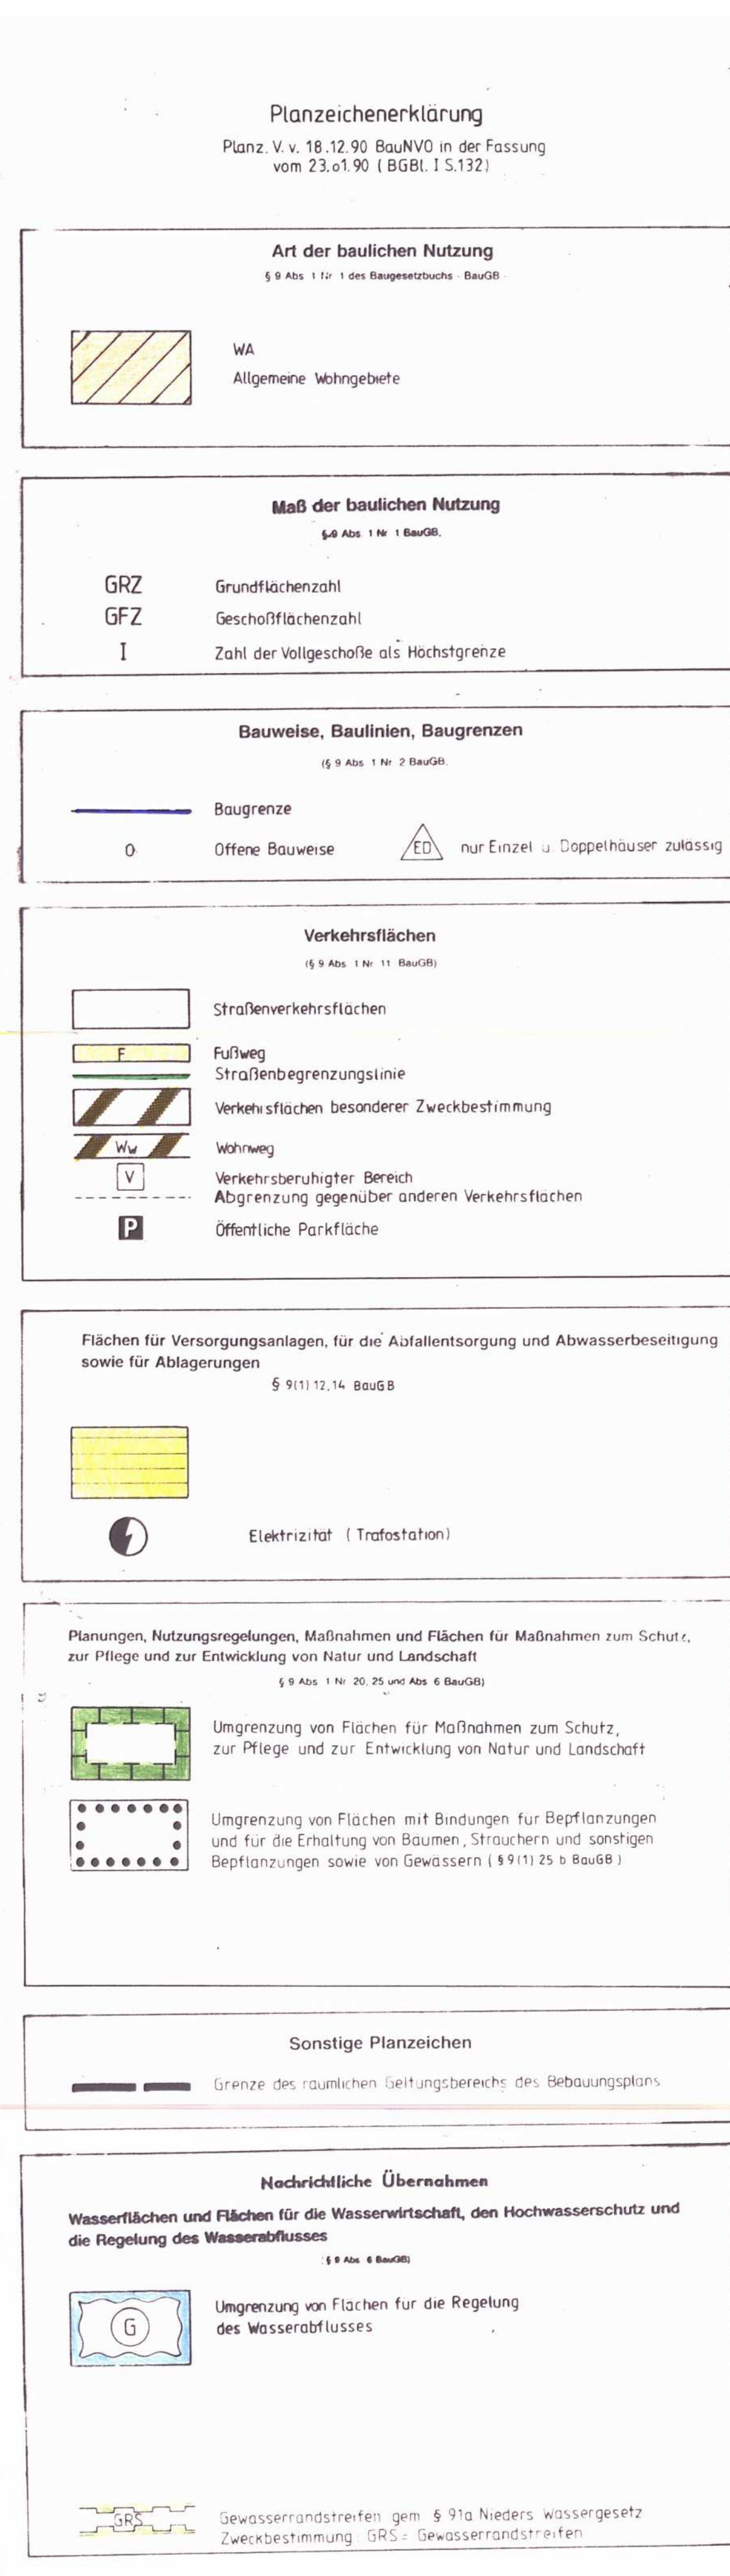 Planzeichenerklärung
Planz. V. v. 18.12.90 BauNVO in der Fassung
vom 23.01.90 ( BGBl. I S.132)
Art der baulichen Nutzung
§ 9 Abs 1 Nr 1 des Baugesetzbuchs - BauGB -
WA
Allgemeine Wohngebiete
Maß der baulichen Nutzung
§ 9 Abs 1 Nr 1 BauGB.
GRZ Grundflächenzahl
GFZ Geschoßflächenzahl
I Zahl der Vollgeschoße als Höchstgrenze
Bauweise, Baulinien, Baugrenzen
(§ 9 Abs 1 Nr 2 BauGB.
Baugrenze
O Offene Bauweise ED nur Einzel u. Doppelhäuser zulässig
Verkehrsflächen
(§ 9 Abs 1 Nr 11 BauGB)
Straßenverkehrsflächen
F Fußweg
Straßenbegrenzungslinie
Verkehrsflächen besonderer Zweckbestimmung
Ww Wohnweg
V Verkehrsberuhigter Bereich
Abgrenzung gegenüber anderen Verkehrsflächen
P Öffentliche Parkfläche
Flächen für Versorgungsanlagen, für die Abfallentsorgung und Abwasserbeseitigung
sowie für Ablagerungen
§ 9(1) 12,14 BauGB
Elektrizität ( Trafostation)
Planungen, Nutzungsregelungen, Maßnahmen und Flächen für Maßnahmen zum Schutz,
zur Pflege und zur Entwicklung von Natur und Landschaft
§ 9 Abs 1 Nr 20, 25 und Abs 6 BauGB)
Umgrenzung von Flächen für Maßnahmen zum Schutz,
zur Pflege und zur Entwicklung von Natur und Landschaft
Umgrenzung von Flächen mit Bindungen für Bepflanzungen
und für die Erhaltung von Bäumen, Sträuchern und sonstigen
Bepflanzungen sowie von Gewässern ( § 9(1) 25 b BauGB )
Sonstige Planzeichen
Grenze des räumlichen Geltungsbereichs des Bebauungsplans
Nachrichtliche Übernahmen
Wasserflächen und Flächen für die Wasserwirtschaft, den Hochwasserschutz und
die Regelung des Wasserabflusses
(§ 9 Abs 6 BauGB)
G Umgrenzung von Flächen für die Regelung
des Wasserabflusses
GRS Gewässerrandstreifen gem § 91a Nieders Wassergesetz
Zweckbestimmung : GRS = Gewässerrandstreifen